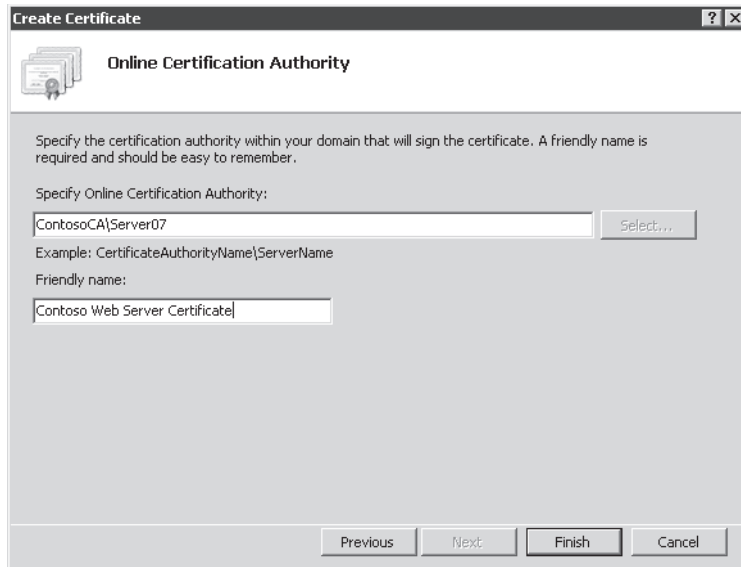 Create Certificate
Online Certification Authority
Specify the certification authority within your domain that will sign the certificate. A friendly name is
required and should be easy to remember.
Specify Online Certification Authority:
ContosoCA\Server07
Select...
Example: CertificateAuthorityName\ServerName
Friendly name:
Contoso Web Server Certificate
Previous
Next
Finish
Cancel